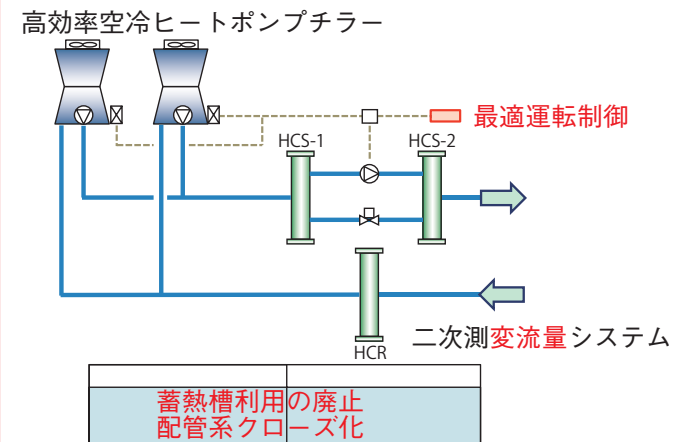 高効率空冷ヒートポンプチラー
最適運転制御
HCS-1
HCS-2
HCR
二次測変流量システム
蓄熱槽利用の廃止
配管系クローズ化